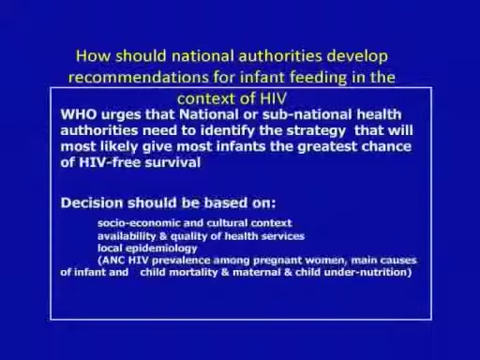 How should national authorities develop
recommendations for infant feeding in the
context of HIV
WHO urges that National or sub-national health
authorities need to identify the strategy that will
most likely give most infants the greatest chance
of HIV-free survival
Decision should be based on:
socio-economic and cultural context
availability & quality of health services
local epidemiology
(ANC HIV prevalence among pregnant women, main causes
of infant and child mortality & maternal & child under-nutrition)